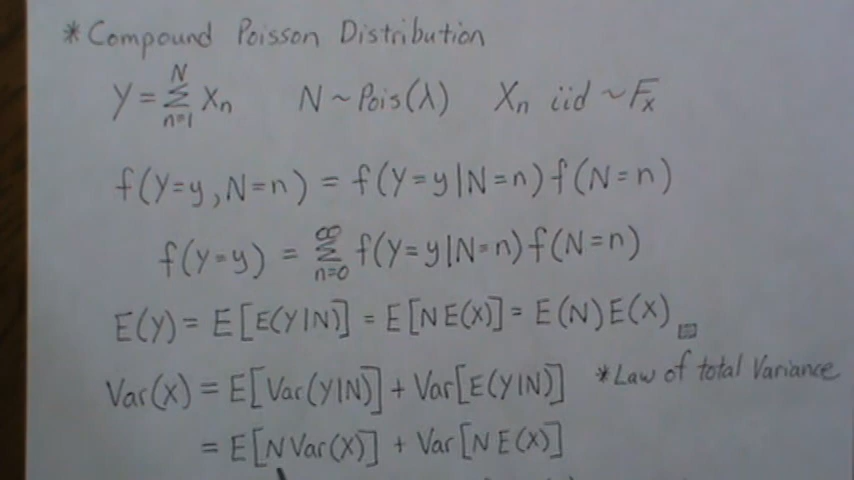 *Compound Poisson Distribution
Y = Σ_{n=1}^{N} X_n   N ~ Pois(λ)   X_n iid ~ F_x
f(Y=y, N=n) = f(Y=y|N=n) f(N=n)
f(Y=y) = Σ_{n=0}^{∞} f(Y=y|N=n) f(N=n)
E(Y) = E[E(Y|N)] = E[N E(X)] = E(N) E(X)
Var(X) = E[Var(Y|N)] + Var[E(Y|N)]   *Law of total Variance
= E[N Var(X)] + Var[N E(X)]